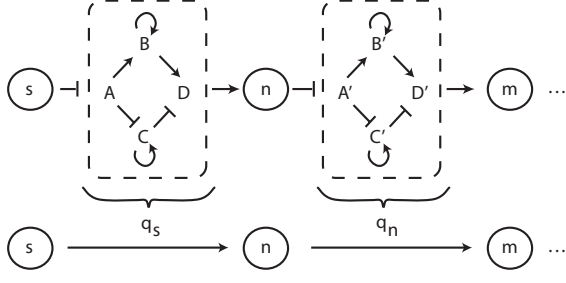 B B′
s A D n A′ D′ m ...
C C′
q_s q_n
s n m ...